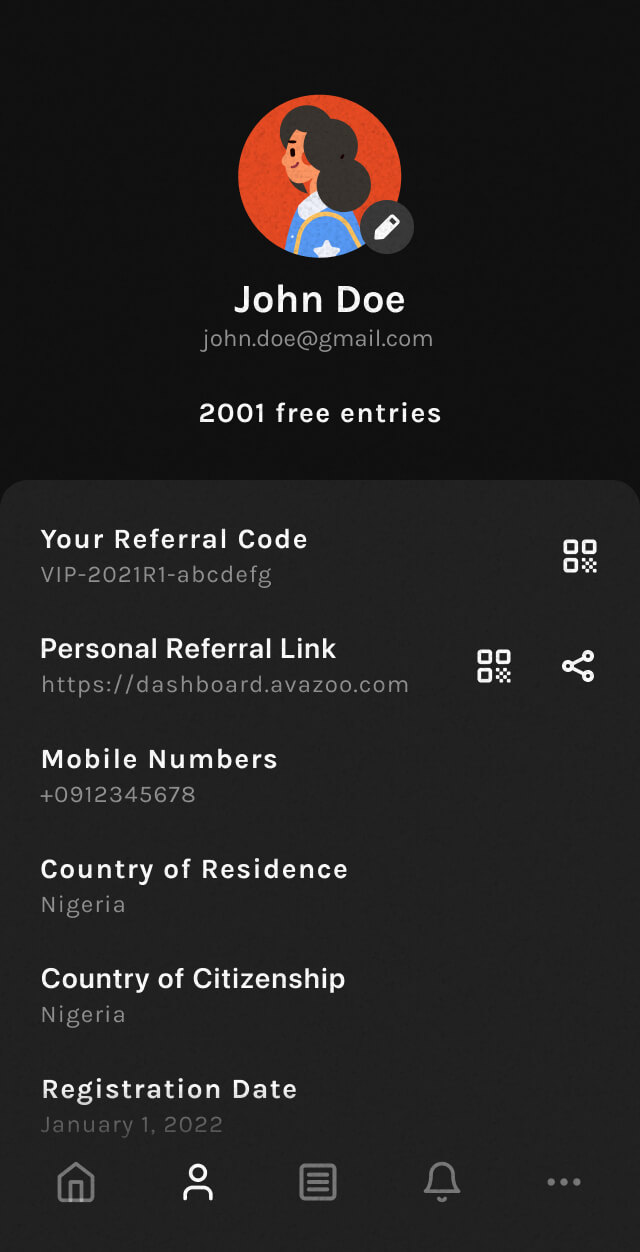 John Doe
john.doe@gmail.com
2001 free entries
Your Referral Code
VIP-2021R1-abcdefg
Personal Referral Link
https://dashboard.avazoo.com
Mobile Numbers
+0912345678
Country of Residence
Nigeria
Country of Citizenship
Nigeria
Registration Date
January 1, 2022